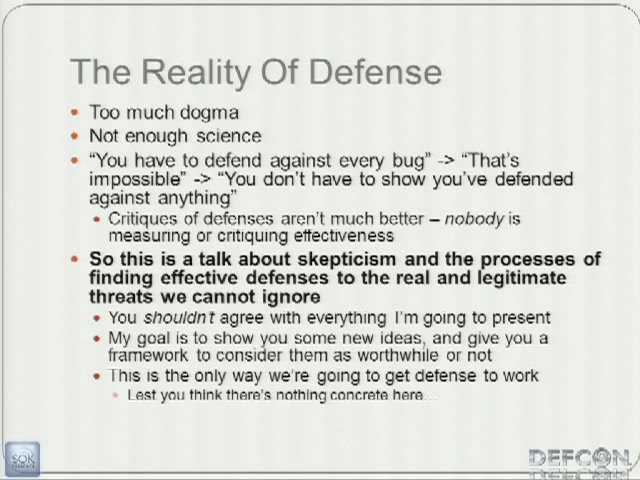 The Reality Of Defense
Too much dogma
Not enough science
“You have to defend against every bug” -> “That’s
impossible” -> “You don’t have to show you’ve defended
against anything”
Critiques of defenses aren’t much better – nobody is
measuring or critiquing effectiveness
So this is a talk about skepticism and the processes of
finding effective defenses to the real and legitimate
threats we cannot ignore
You shouldn’t agree with everything I’m going to present
My goal is to show you some new ideas, and give you a
framework to consider them as worthwhile or not
This is the only way we’re going to get defense to work
Lest you think there’s nothing concrete here…
SOK
DEFCON